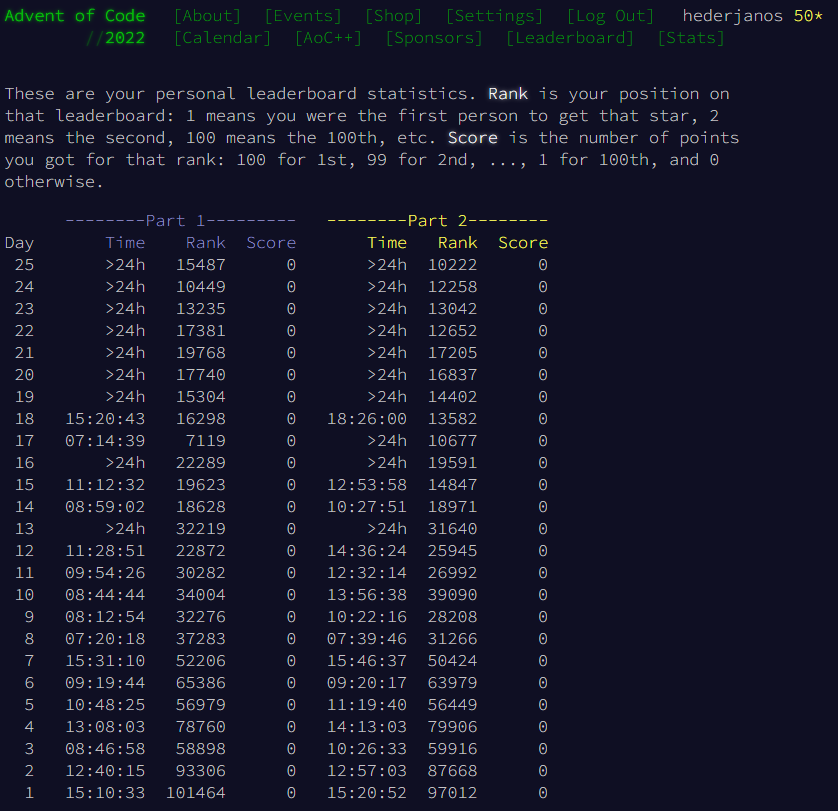 Advent of Code [About] [Events] [Shop] [Settings] [Log Out] hederjanos 50*
//2022 [Calendar] [AoC++] [Sponsors] [Leaderboard] [Stats]
These are your personal leaderboard statistics. Rank is your position on
that leaderboard: 1 means you were the first person to get that star, 2
means the second, 100 means the 100th, etc. Score is the number of points
you got for that rank: 100 for 1st, 99 for 2nd, ..., 1 for 100th, and 0
otherwise.
--------Part 1--------- --------Part 2--------
Day Time Rank Score Time Rank Score
25 >24h 15487 0 >24h 10222 0
24 >24h 10449 0 >24h 12258 0
23 >24h 13235 0 >24h 13042 0
22 >24h 17381 0 >24h 12652 0
21 >24h 19768 0 >24h 17205 0
20 >24h 17740 0 >24h 16837 0
19 >24h 15304 0 >24h 14402 0
18 15:20:43 16298 0 18:26:00 13582 0
17 07:14:39 7119 0 >24h 10677 0
16 >24h 22289 0 >24h 19591 0
15 11:12:32 19623 0 12:53:58 14847 0
14 08:59:02 18628 0 10:27:51 18971 0
13 >24h 32219 0 >24h 31640 0
12 11:28:51 22872 0 14:36:24 25945 0
11 09:54:26 30282 0 12:32:14 26992 0
10 08:44:44 34004 0 13:56:38 39090 0
9 08:12:54 32276 0 10:22:16 28208 0
8 07:20:18 37283 0 07:39:46 31266 0
7 15:31:10 52206 0 15:46:37 50424 0
6 09:19:44 65386 0 09:20:17 63979 0
5 10:48:25 56979 0 11:19:40 56449 0
4 13:08:03 78760 0 14:13:03 79906 0
3 08:46:58 58898 0 10:26:33 59916 0
2 12:40:15 93306 0 12:57:03 87668 0
1 15:10:33 101464 0 15:20:52 97012 0